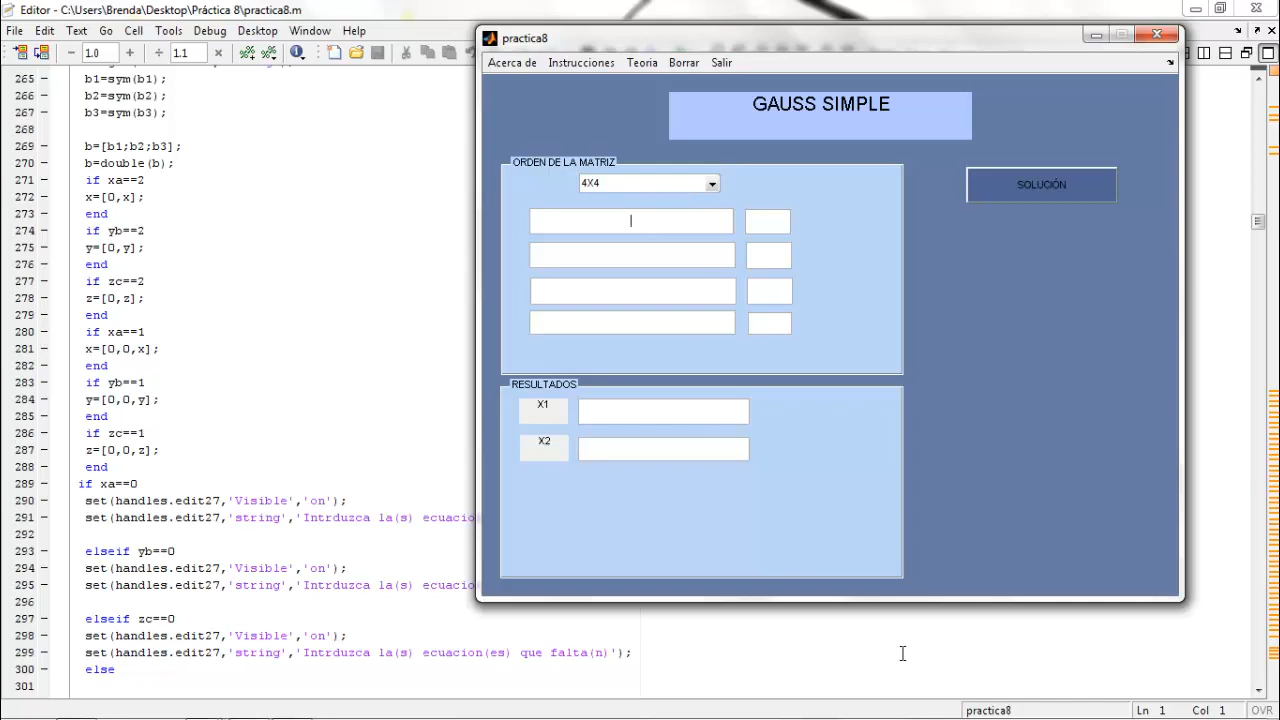 Editor - C:\Users\Brenda\Desktop\Práctica 8\practica8.m
File Edit Text Go Cell Tools Debug Desktop Window Help
1.0
1.1
265 b1=sym(b1);
266 b2=sym(b2);
267 b3=sym(b3);
268
269 b=[b1;b2;b3];
270 b=double(b);
271 if xa==2
272 x=[0,x];
273 end
274 if yb==2
275 y=[0,y];
276 end
277 if zc==2
278 z=[0,z];
279 end
280 if xa==1
281 x=[0,0,x];
282 end
283 if yb==1
284 y=[0,0,y];
285 end
286 if zc==1
287 z=[0,0,z];
288 end
289 if xa==0
290 set(handles.edit27,'Visible','on');
291 set(handles.edit27,'string','Intrduzca la(s) ecuacion
292
293 elseif yb==0
294 set(handles.edit27,'Visible','on');
295 set(handles.edit27,'string','Intrduzca la(s) ecuacion
296
297 elseif zc==0
298 set(handles.edit27,'Visible','on');
299 set(handles.edit27,'string','Intrduzca la(s) ecuacion(es) que falta(n)');
300 else
301
practica8
Acerca de Instrucciones Teoria Borrar Salir
GAUSS SIMPLE
ORDEN DE LA MATRIZ
4X4
SOLUCIÓN
RESULTADOS
X1
X2
practica8 Ln 1 Col 1 OVR